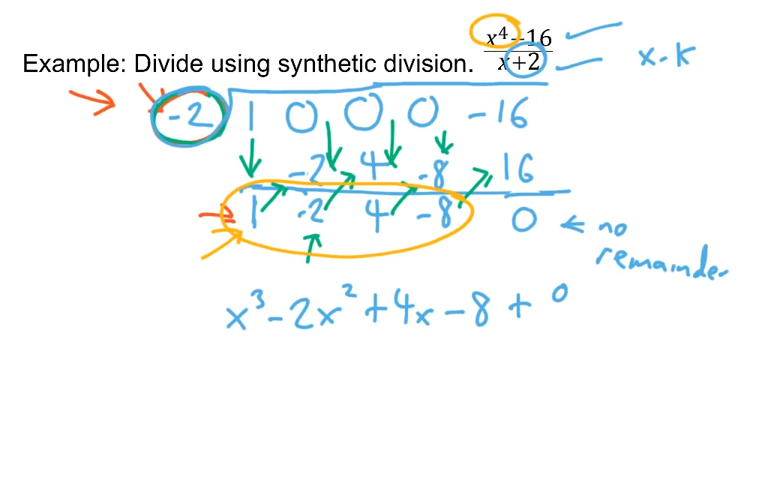 x⁴−16
Example: Divide using synthetic division. x+2 x-k
-2 1 0 0 0 -16
-2 4 -8 16
1 -2 4 -8 0 ← no
remainder
x³-2x²+4x-8+0